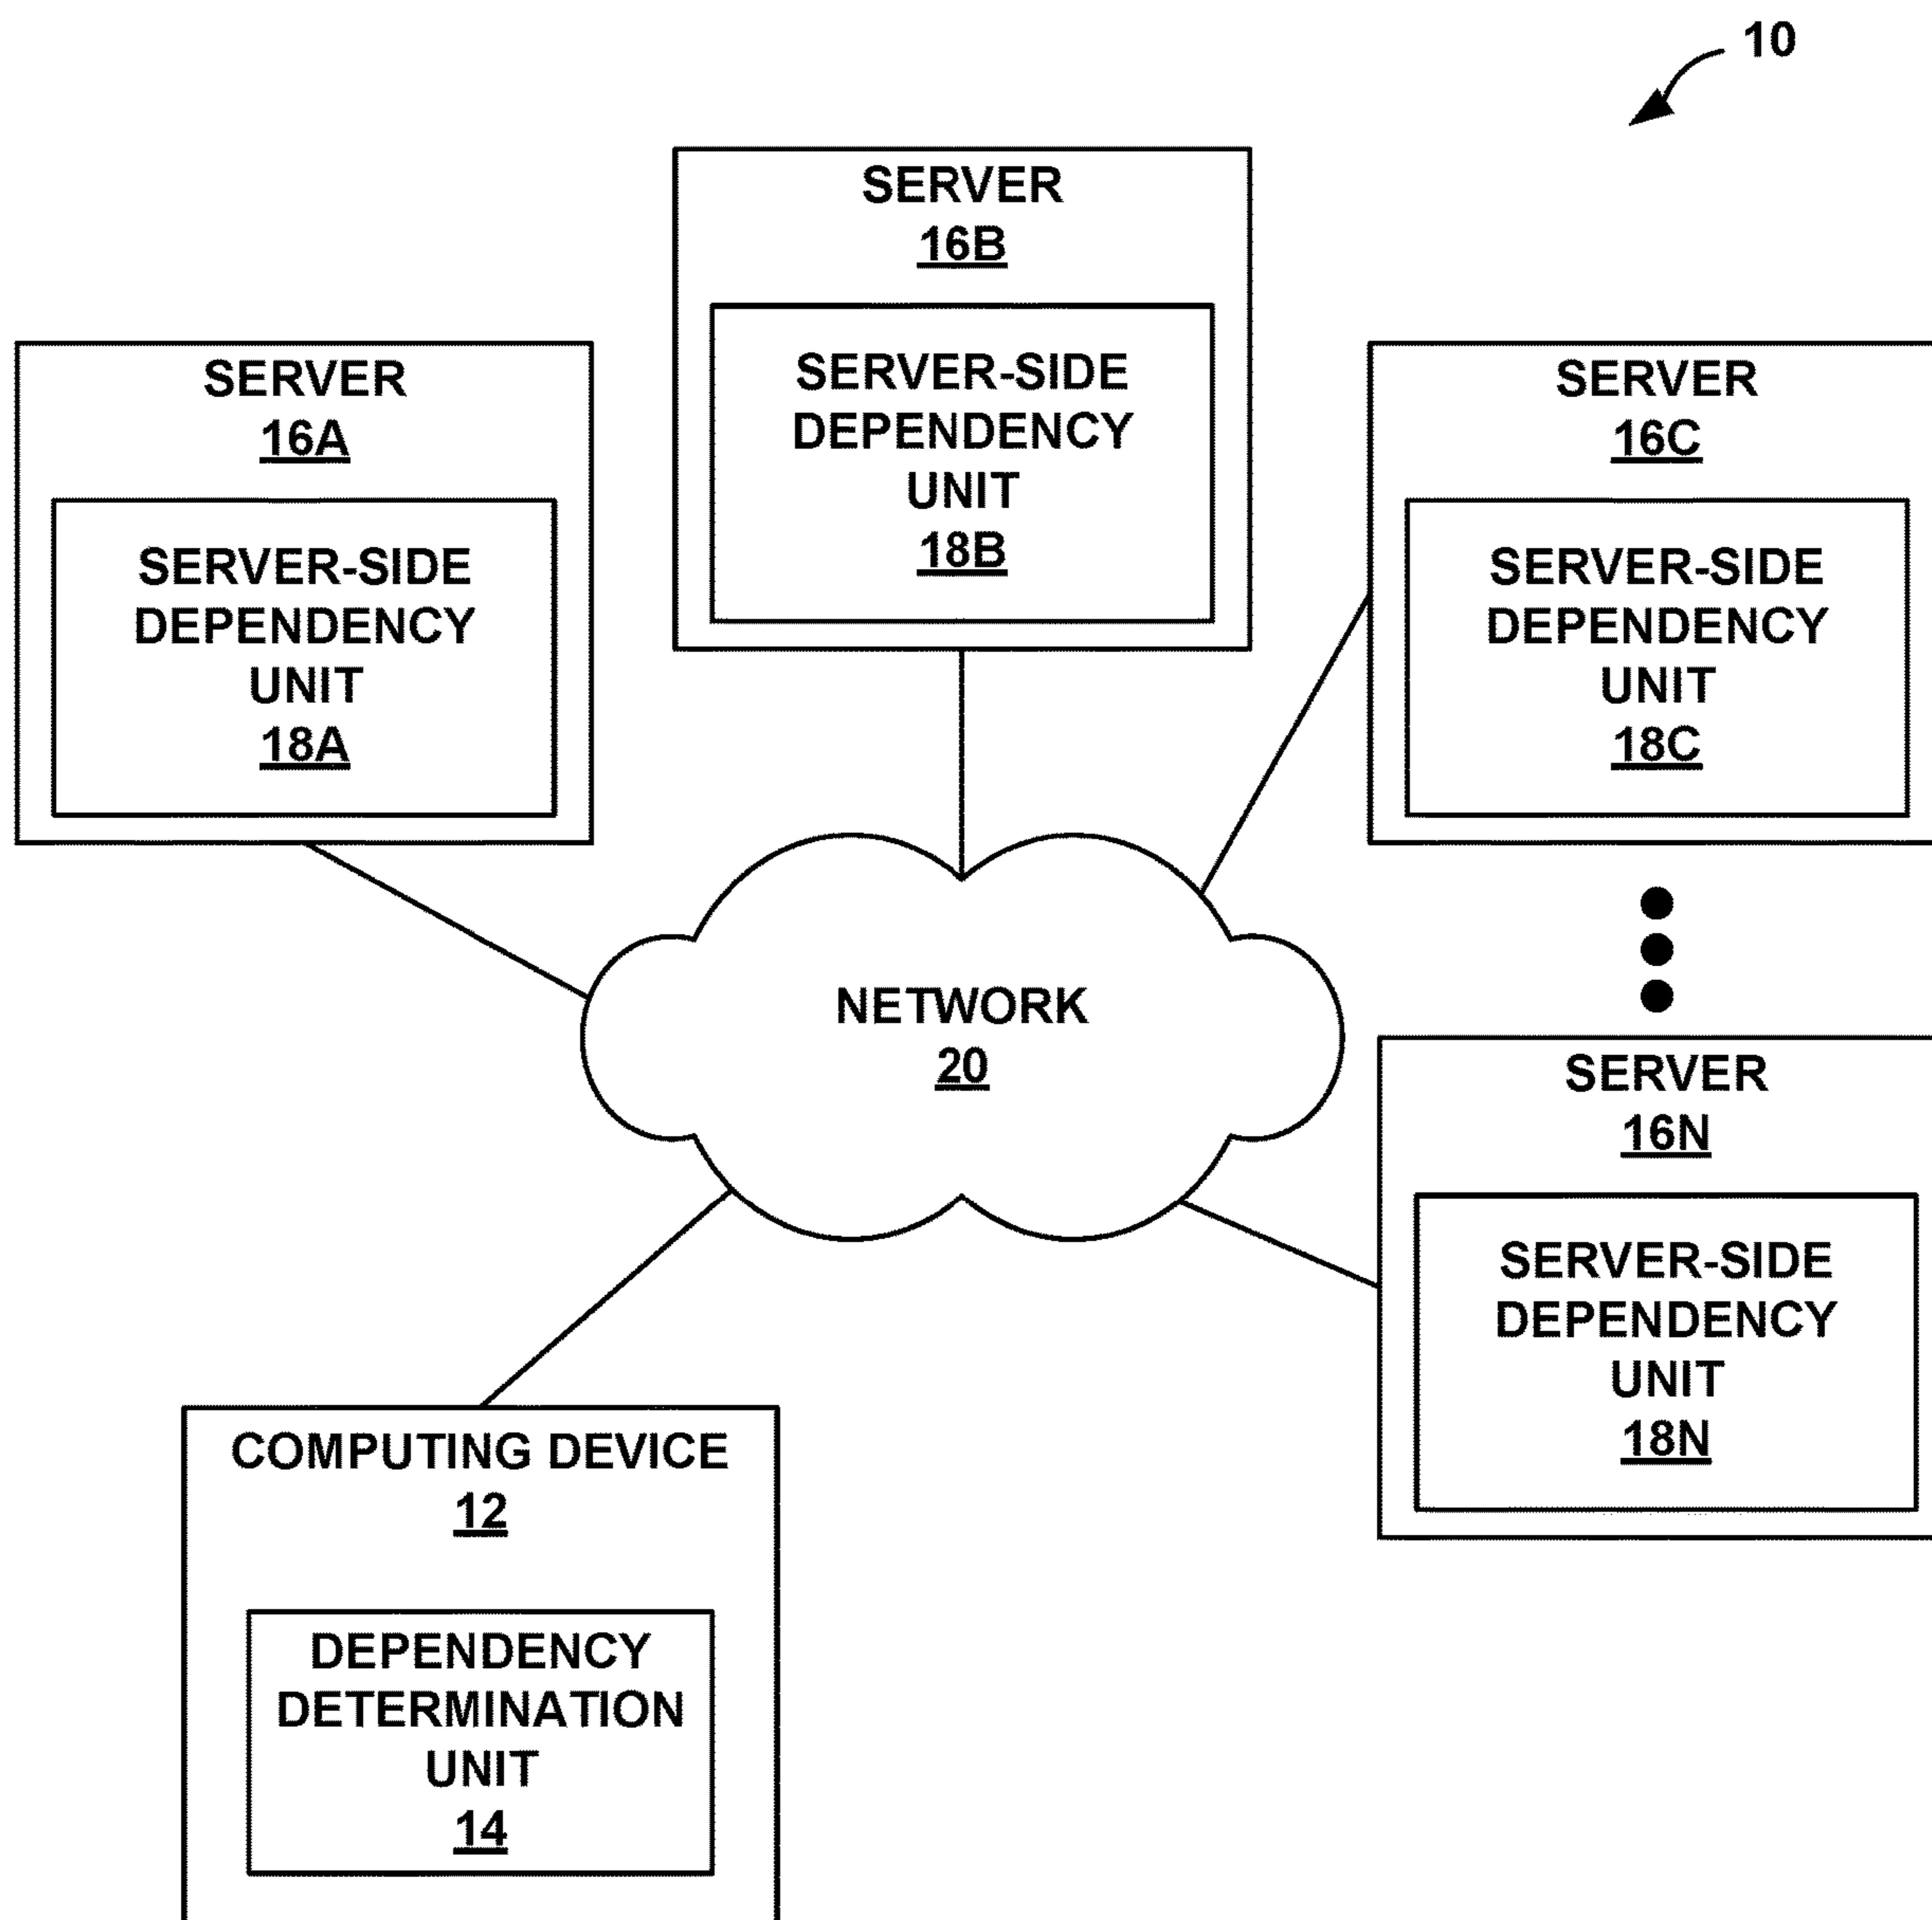 10
SERVER
16B
SERVER-SIDE
DEPENDENCY
UNIT
18B
SERVER
16A
SERVER-SIDE
DEPENDENCY
UNIT
18A
SERVER
16C
SERVER-SIDE
DEPENDENCY
UNIT
18C
NETWORK
20
SERVER
16N
SERVER-SIDE
DEPENDENCY
UNIT
18N
COMPUTING DEVICE
12
DEPENDENCY
DETERMINATION
UNIT
14